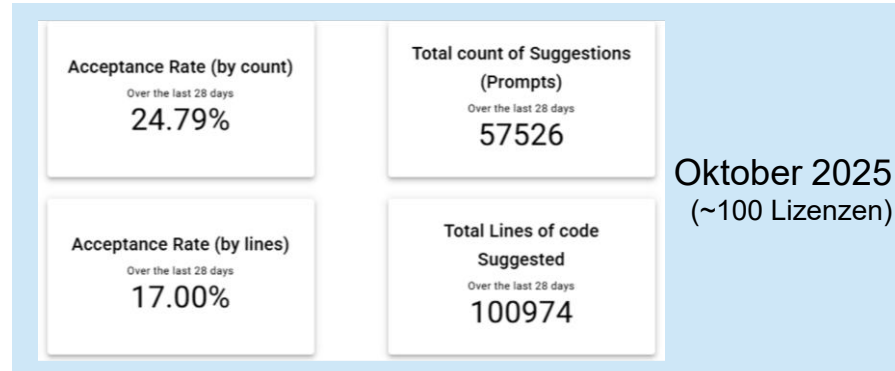 Acceptance Rate (by count)
Over the last 28 days
24.79%
Total count of Suggestions
(Prompts)
Over the last 28 days
57526
Acceptance Rate (by lines)
Over the last 28 days
17.00%
Total Lines of code
Suggested
Over the last 28 days
100974
Oktober 2025
(~100 Lizenzen)